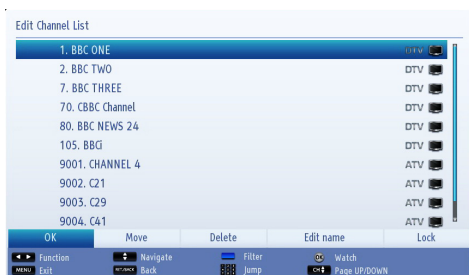 Edit Channel List
1. BBC ONE DTV
2. BBC TWO DTV
7. BBC THREE DTV
70. CBBC Channel DTV
80. BBC NEWS 24 DTV
105. BBCi DTV
9001. CHANNEL 4 ATV
9002. C21 ATV
9003. C29 ATV
9004. C41 ATV
OK Move Delete Edit name Lock
Function Navigate Filter OK Watch
MENU Exit RET./BACK Back Jump CH Page UP/DOWN